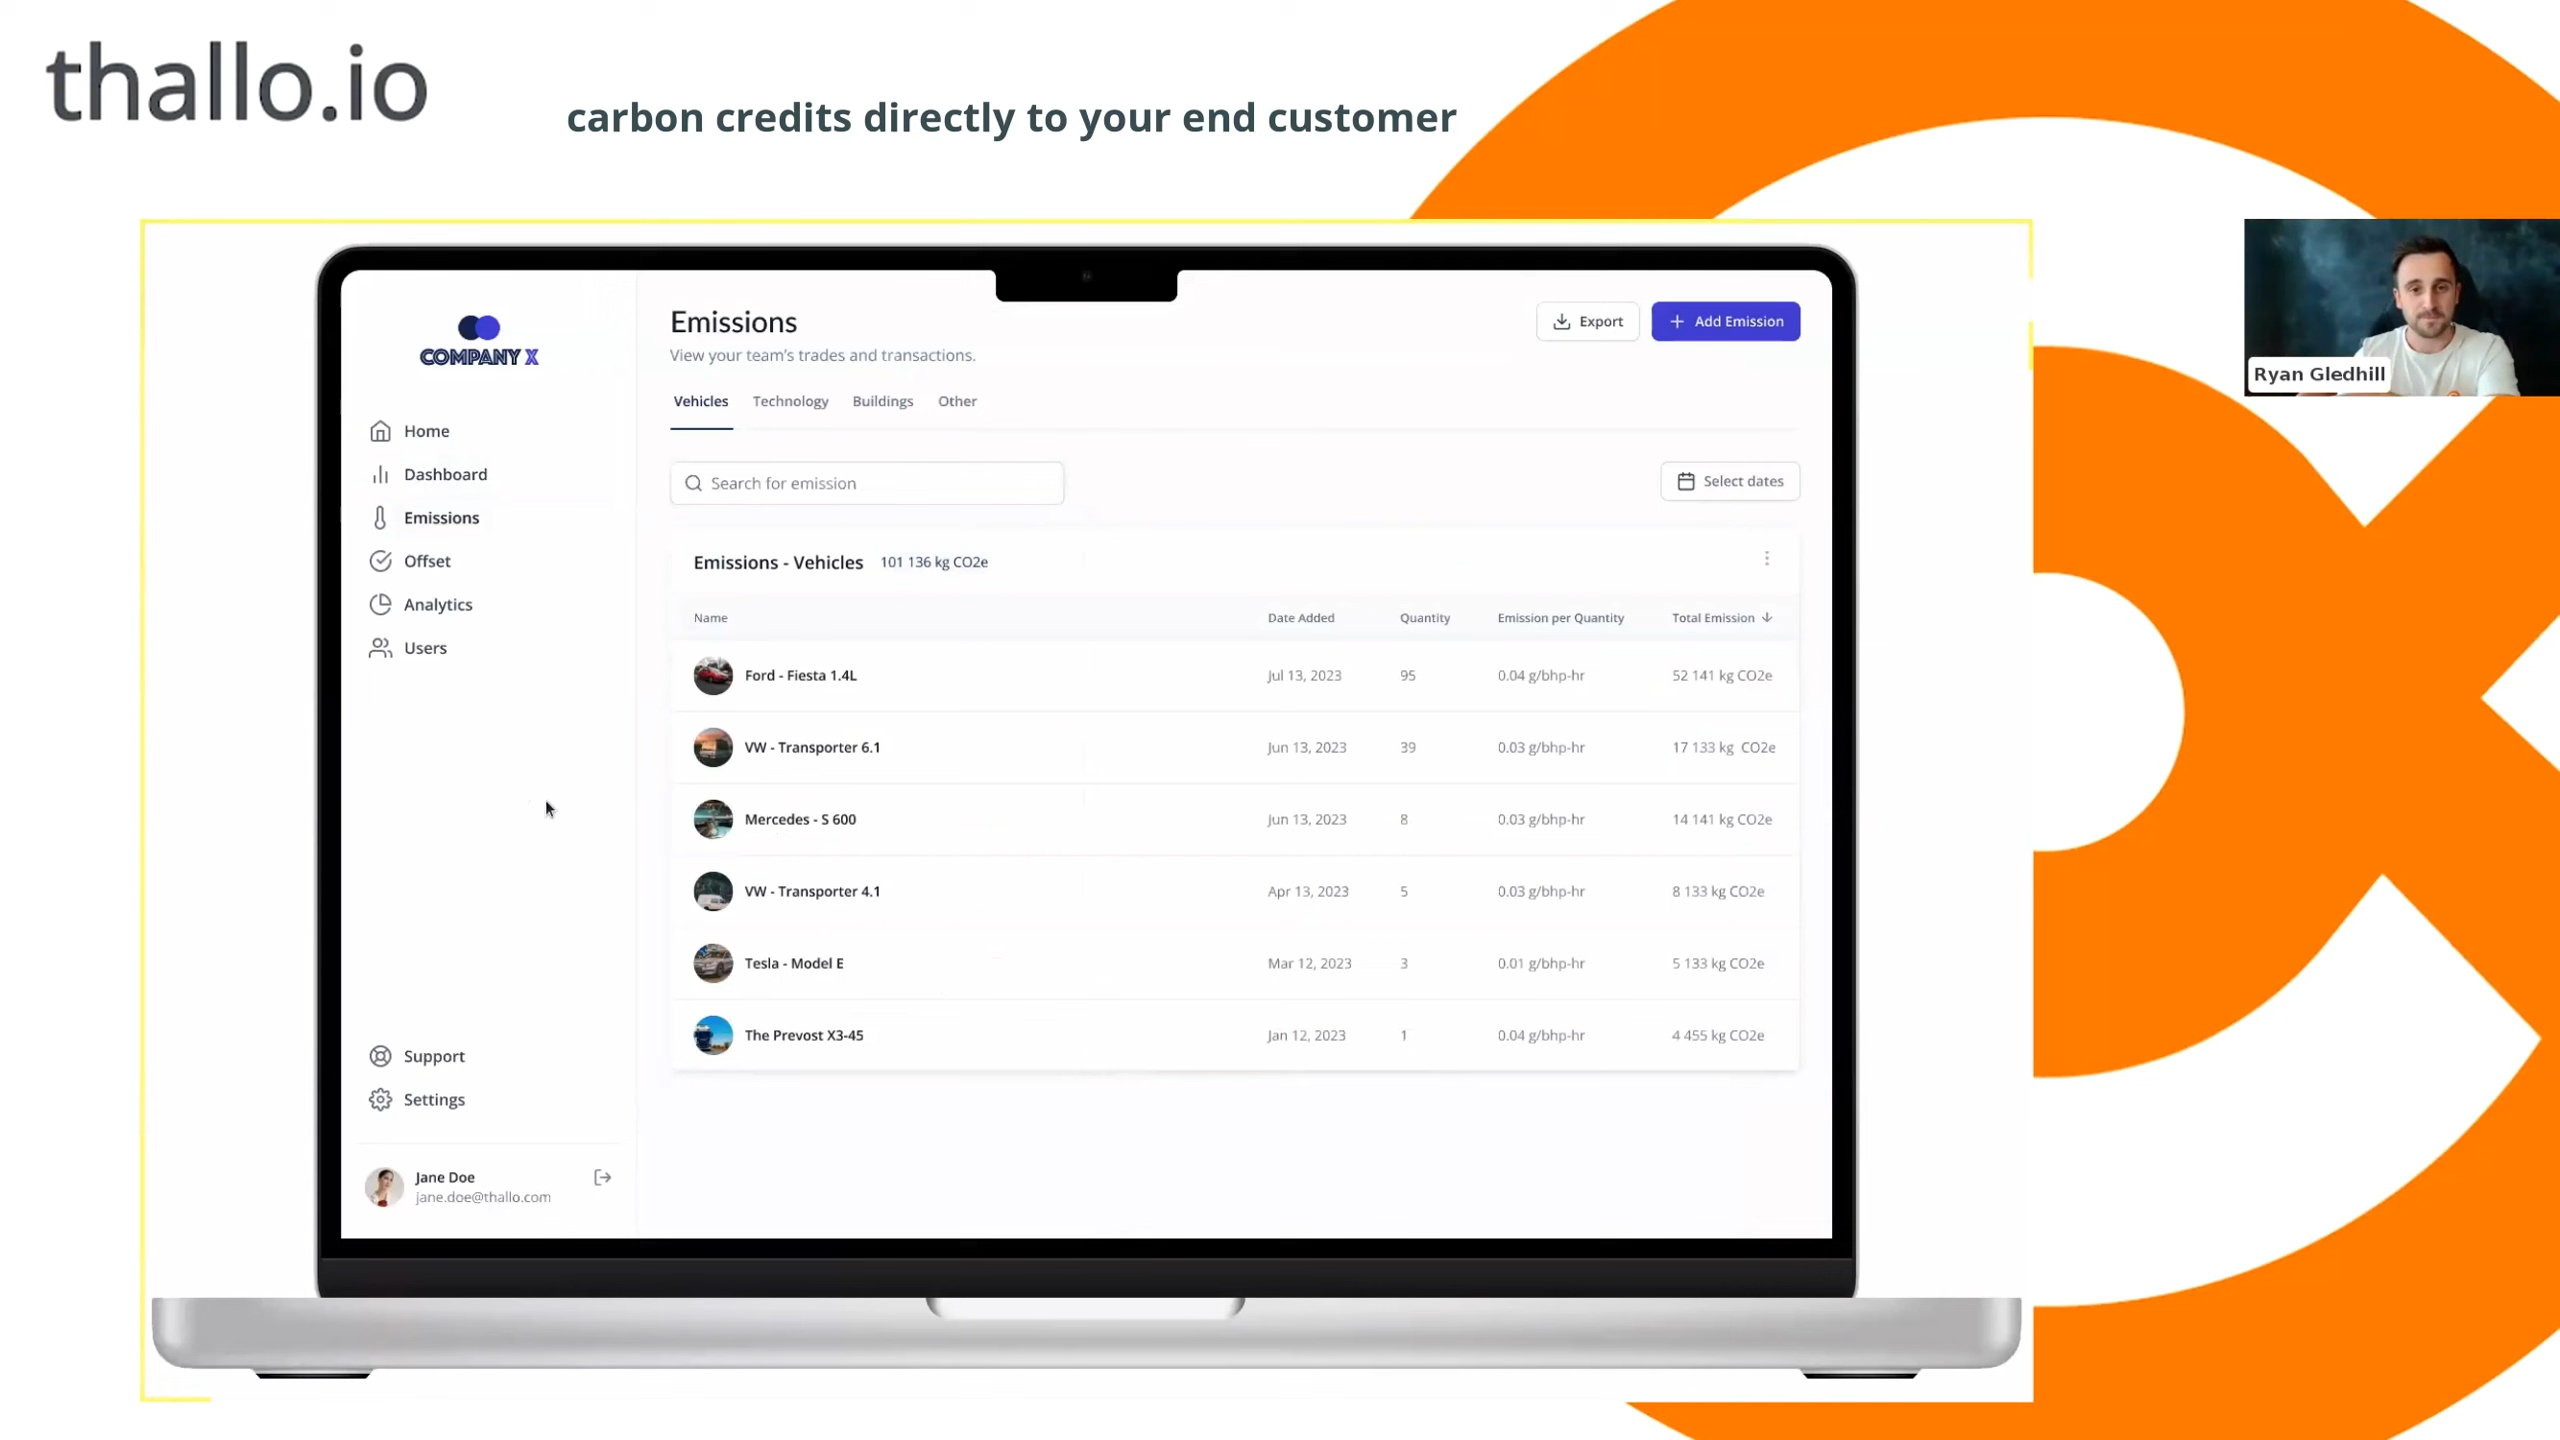 thallo.io
carbon credits directly to your end customer
Ryan Gledhill
COMPANY X
Home
Dashboard
Emissions
Offset
Analytics
Users
Support
Settings
Jane Doe
jane.doe@thallo.com
Emissions
View your team's trades and transactions.
Export
Add Emission
Vehicles Technology Buildings Other
Search for emission
Select dates
Emissions - Vehicles 101 136 kg CO2e
Name Date Added Quantity Emission per Quantity Total Emission
Ford - Fiesta 1.4L Jul 13, 2023 95 0.04 g/bhp-hr 52 141 kg CO2e
VW - Transporter 6.1 Jun 13, 2023 39 0.03 g/bhp-hr 17 133 kg CO2e
Mercedes - S 600 Jun 13, 2023 8 0.03 g/bhp-hr 14 141 kg CO2e
VW - Transporter 4.1 Apr 13, 2023 5 0.03 g/bhp-hr 8 133 kg CO2e
Tesla - Model E Mar 12, 2023 3 0.01 g/bhp-hr 5 133 kg CO2e
The Prevost X3-45 Jan 12, 2023 1 0.04 g/bhp-hr 4 455 kg CO2e